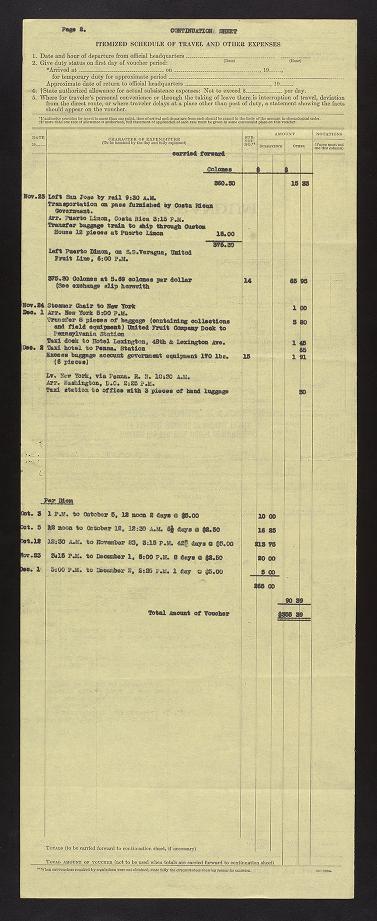 Page 2.
CONTINUATION SHEET
ITEMIZED SCHEDULE OF TRAVEL AND OTHER EXPENSES
1. Date and hour of departure from official headquarters
2. Give duty status on first day of voucher period:
(Date) (Hour)
*Arrived at on 19
for temporary duty for approximate period
Approximate date of return to official headquarters 19
4. †State authorized allowance for actual subsistence expenses: Not to exceed $ per day.
5. Where for traveler's personal convenience or through the taking of leave there is interruption of travel, deviation
from the direct route, or where traveler delays at a place other than post of duty, a statement showing the facts
should appear on the voucher.
DATE CHARACTER OF EXPENDITURE AMOUNT NOTATIONS
19 (To be itemized by the day and fully explained) SUBSISTENCE OTHER
carried forward
Colones $ $
360.30 15 23
Nov.23 Left San Jose by rail 9:30 A.M.
Transportation on pass furnished by Costa Rican
Government.
Arr. Puerto Limon, Costa Rica 3:15 P.M.
Transfer baggage train to ship through Custom
House 12 pieces at Puerto Limon 15.00
375.30
Left Puerto Limon, on S.S.Veragua, United
Fruit Line, 6:00 P.M.
375.30 Colones at 5.69 colones per dollar 14 65 95
(See exchange slip herewith
Nov.24 Steamer Chair to New York 1 00
Dec. 1 Arr. New York 5:00 P.M.
Transfer 8 pieces of baggage (containing collections
and field equipment) United Fruit Company Dock to 5 80
Pennsylvania Station
Taxi dock to Hotel Lexington, 48th & Lexington Ave. 1 45
Dec. 2 Taxi hotel to Penna. Station 65
Excess baggage account government equipment 170 lbs. 15 1 91
(6 pieces)
Lv. New York, via Penna. R. R. 10:30 A.M.
Arr. Washington, D.C. 2:25 P.M.
Taxi station to office with 3 pieces of hand luggage 30
Per Diem
Oct. 3 1 P.M. to October 5, 12 noon 2 days @ $5.00 10 00
Oct. 5 12 noon to October 12, 12:30 A.M. 6½ days @ $2.50 16 25
Oct.12 12:30 A.M. to November 23, 3:15 P.M. 42¾ days @ $5.00 213 75
Nov.23 3:15 P.M. to December 1, 5:00 P.M. 8 days @ $2.50 20 00
Dec. 1 5:00 P.M. to December 2, 2:25 P.M. 1 day @ $5.00 5 00
265 00
90 39
Total Amount of Voucher $355 39
TOTALS (to be carried forward to continuation sheet, if necessary)
TOTAL AMOUNT OF VOUCHER (not to be used when totals are carried forward to continuation sheet)